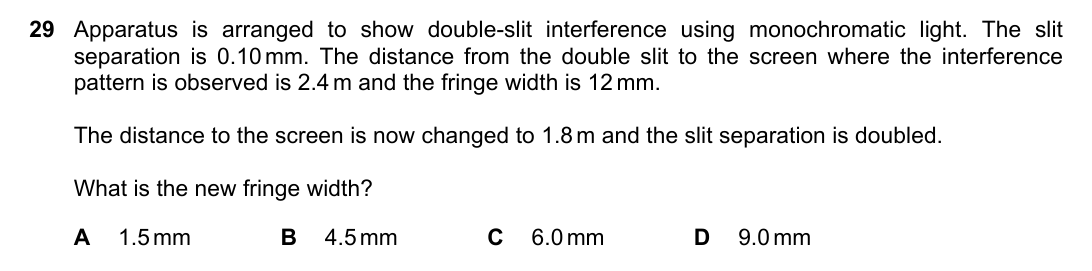 29 Apparatus is arranged to show double-slit interference using monochromatic light. The slit
separation is 0.10 mm. The distance from the double slit to the screen where the interference
pattern is observed is 2.4 m and the fringe width is 12 mm.
The distance to the screen is now changed to 1.8 m and the slit separation is doubled.
What is the new fringe width?
A 1.5 mm B 4.5 mm C 6.0 mm D 9.0 mm